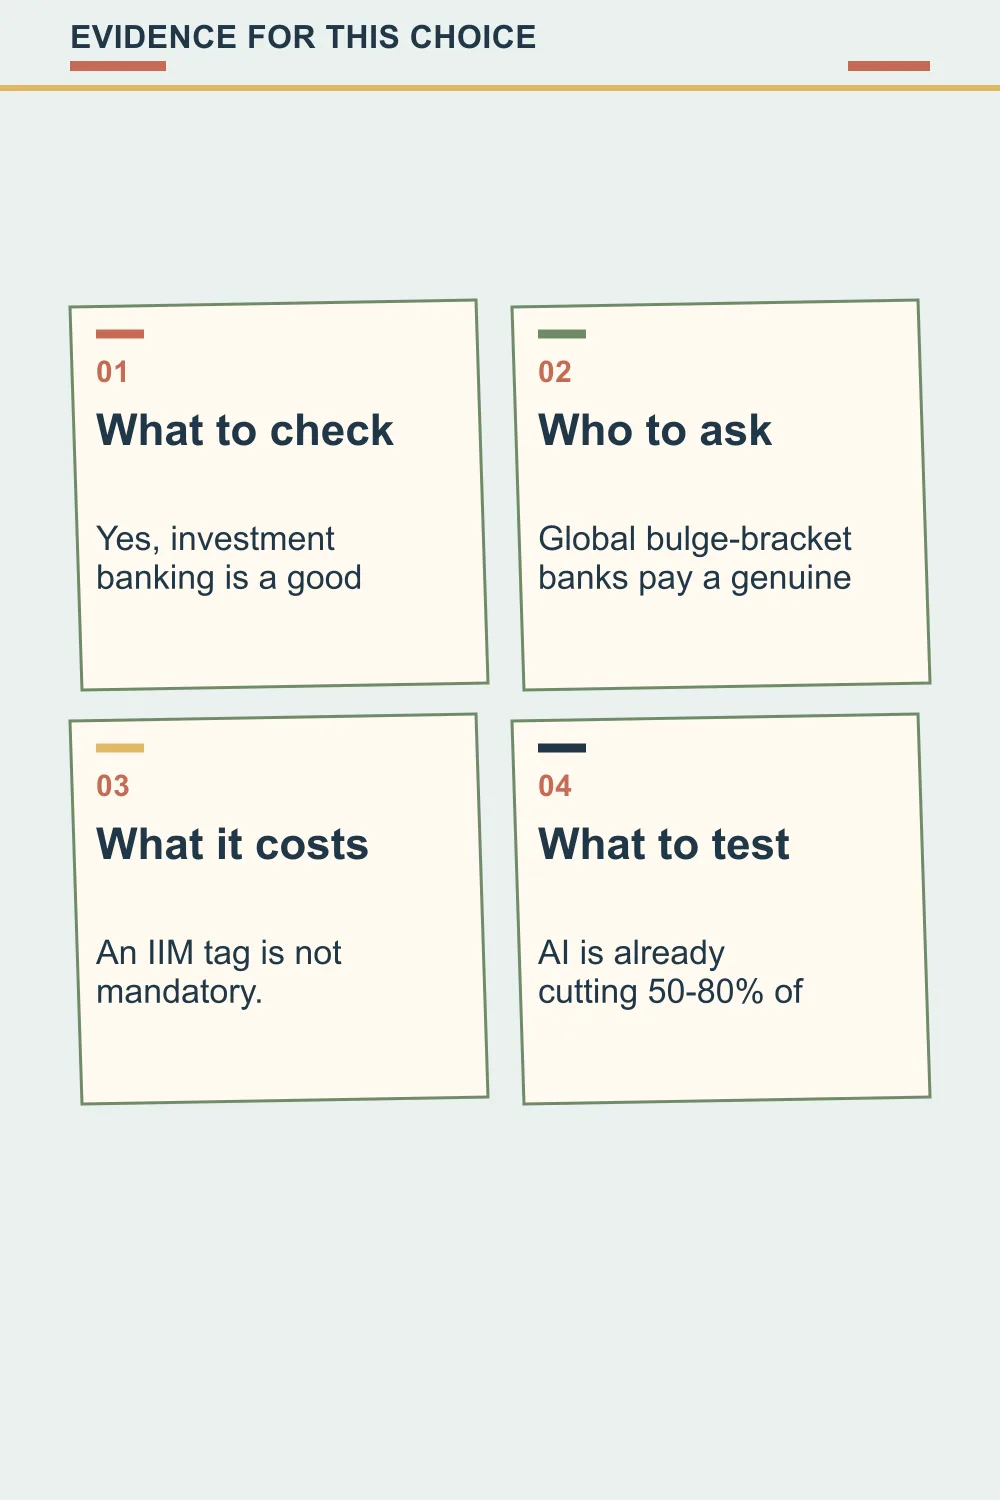 EVIDENCE FOR THIS CHOICE
01
What to check
Yes, investment
banking is a good
02
Who to ask
Global bulge-bracket
banks pay a genuine
03
What it costs
An IIM tag is not
mandatory.
04
What to test
AI is already
cutting 50-80% of